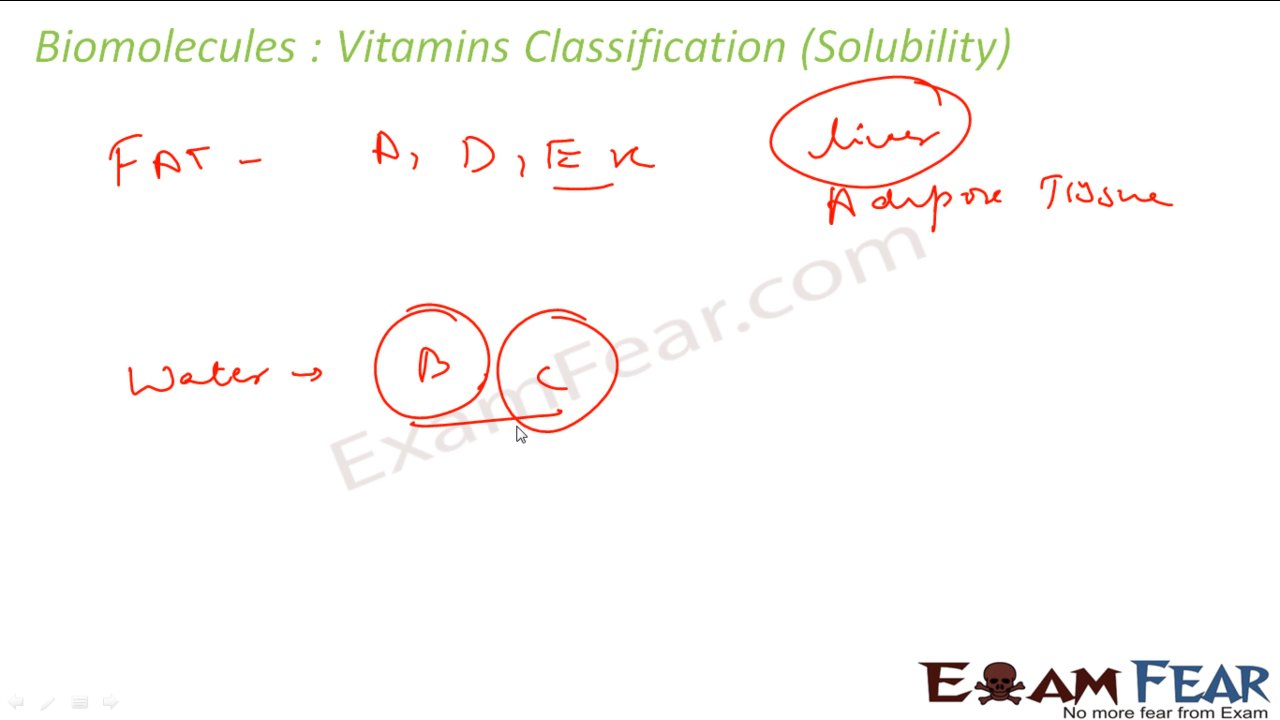 Biomolecules : Vitamins Classification (Solubility)
FAT - A, D, E K liver
Adipose Tissue
Water → B C
ExamFear.com
EXAM FEAR
No more fear from Exam